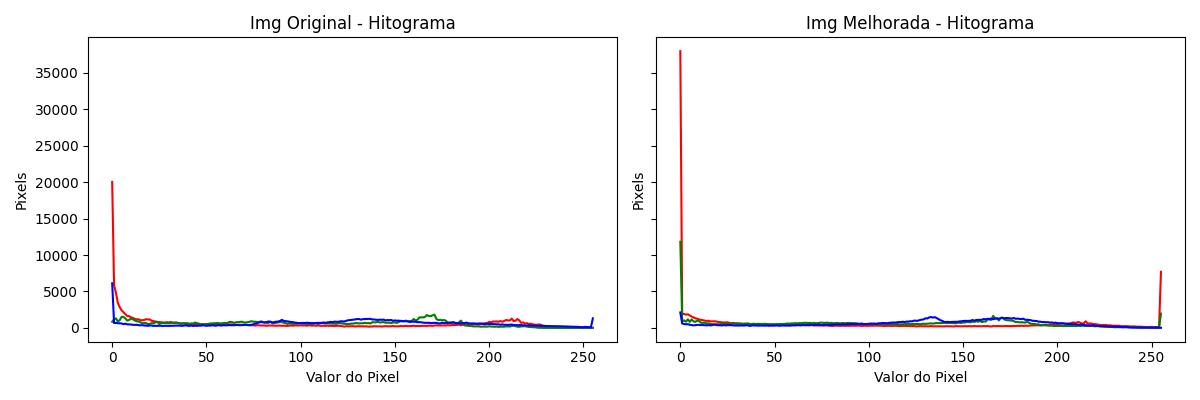 Img Original - Hitograma
35000
30000
25000
20000
15000
10000
5000
0
Pixels
0 50 100 150 200 250
Valor do Pixel
Img Melhorada - Hitograma
Pixels
0 50 100 150 200 250
Valor do Pixel